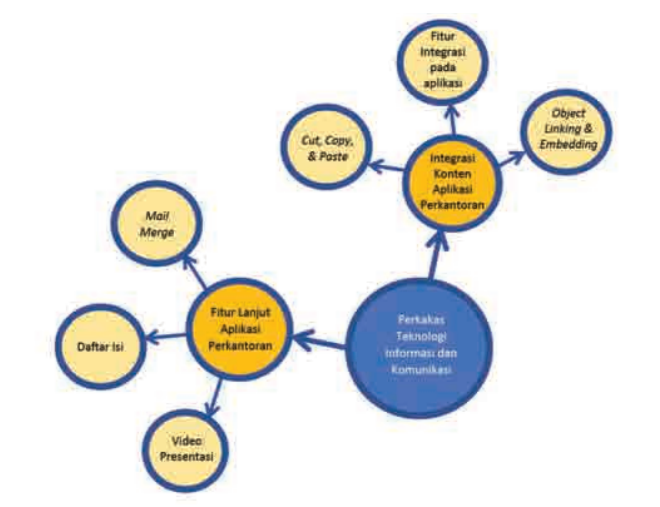 Fitur
Integrasi
pada
aplikasi
Cut, Copy,
& Paste
Object
Linking &
Embedding
Integrasi
Konten
Aplikasi
Perkantoran
Mail
Merge
Fitur Lanjut
Aplikasi
Perkantoran
Daftar Isi
Video
Presentasi
Perkakas
Teknologi
Informasi dan
Komunikasi